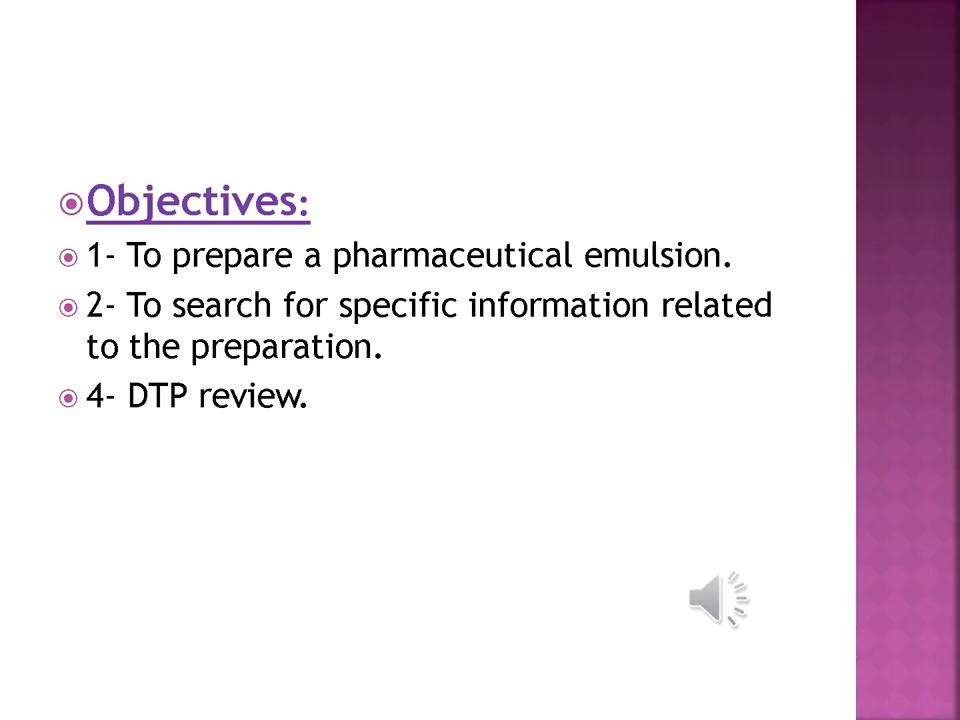 Objectives:
1- To prepare a pharmaceutical emulsion.
2- To search for specific information related
to the preparation.
4- DTP review.